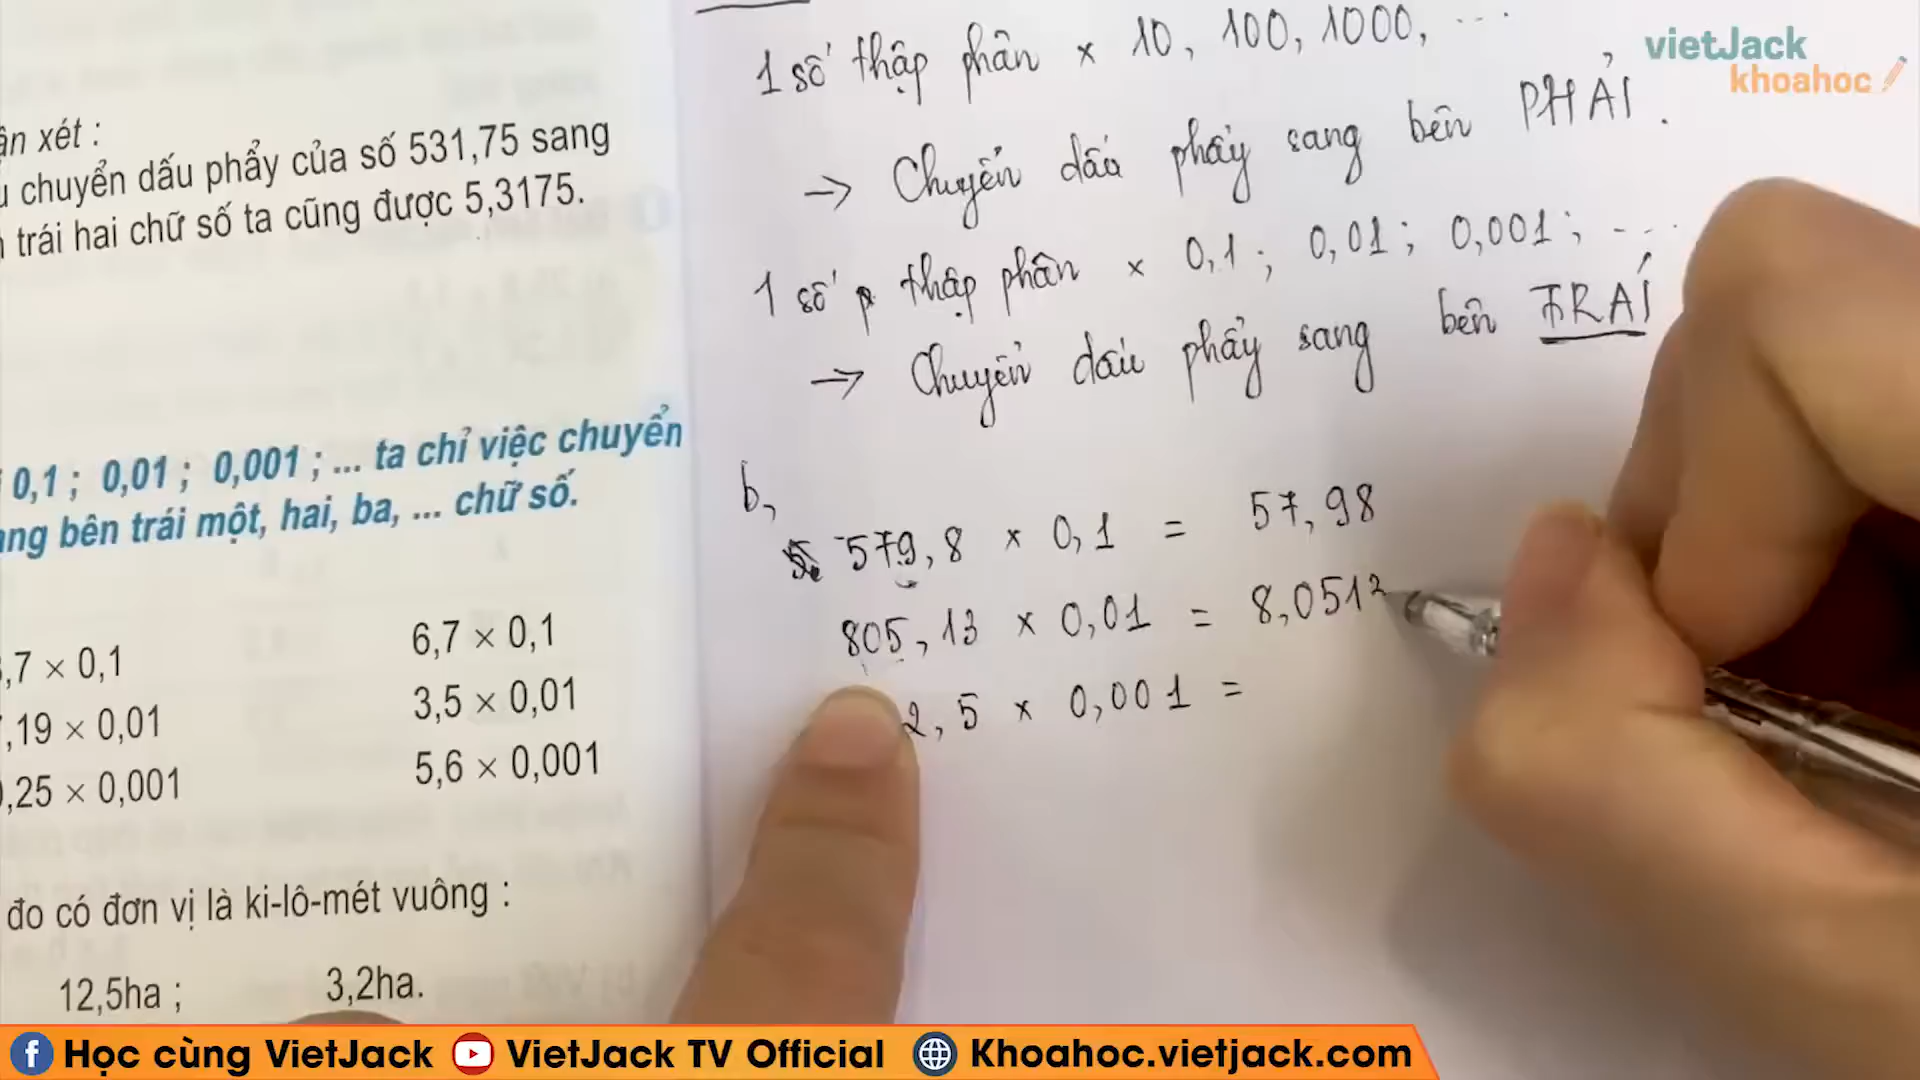 ận xét :
chuyển dấu phẩy của số 531,75 sang
trái hai chữ số ta cũng được 5,3175.
0,1 ; 0,01 ; 0,001 ; ... ta chỉ việc chuyển
ang bên trái một, hai, ba, ... chữ số.
,7 × 0,1
6,7 × 0,1
,19 × 0,01
3,5 × 0,01
,25 × 0,001
5,6 × 0,001
đo có đơn vị là ki-lô-mét vuông :
12,5ha ;
3,2ha.
1 số thập phân × 10, 100, 1000, ...
→ Chuyển dấu phẩy sang bên PHẢI.
1 số thập phân × 0,1 ; 0,01 ; 0,001 ; ...
→ Chuyển dấu phẩy sang bên TRÁI
b,
579,8 × 0,1 = 57,98
805,13 × 0,01 = 8,051
2,5 × 0,001 =
vietJack
khoahoc
Học cùng VietJack VietJack TV Official Khoahoc.vietjack.com